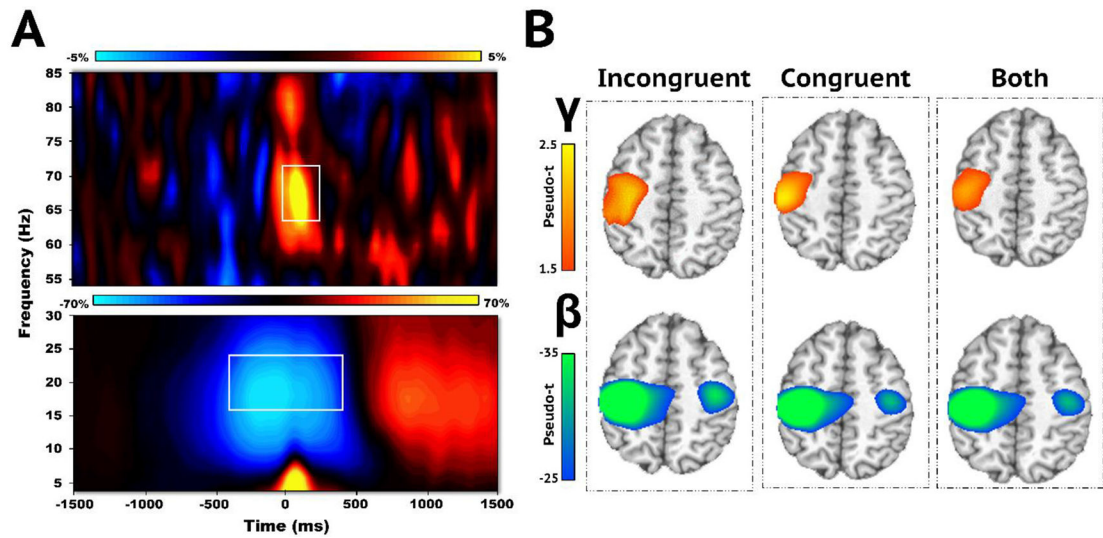 A
B
-5%
5%
85
80
75
70
65
60
55
-70%
70%
30
25
20
15
10
5
-1500
-1000
-500
0
500
1000
1500
Frequency (Hz)
Time (ms)
Incongruent
Congruent
Both
γ
2.5
Pseudo-t
1.5
β
-35
Pseudo-t
-25